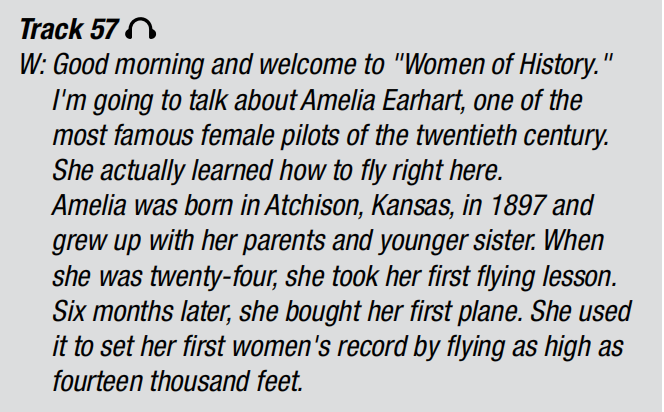 Track 57
W: Good morning and welcome to "Women of History."
I'm going to talk about Amelia Earhart, one of the
most famous female pilots of the twentieth century.
She actually learned how to fly right here.
Amelia was born in Atchison, Kansas, in 1897 and
grew up with her parents and younger sister. When
she was twenty-four, she took her first flying lesson.
Six months later, she bought her first plane. She used
it to set her first women's record by flying as high as
fourteen thousand feet.